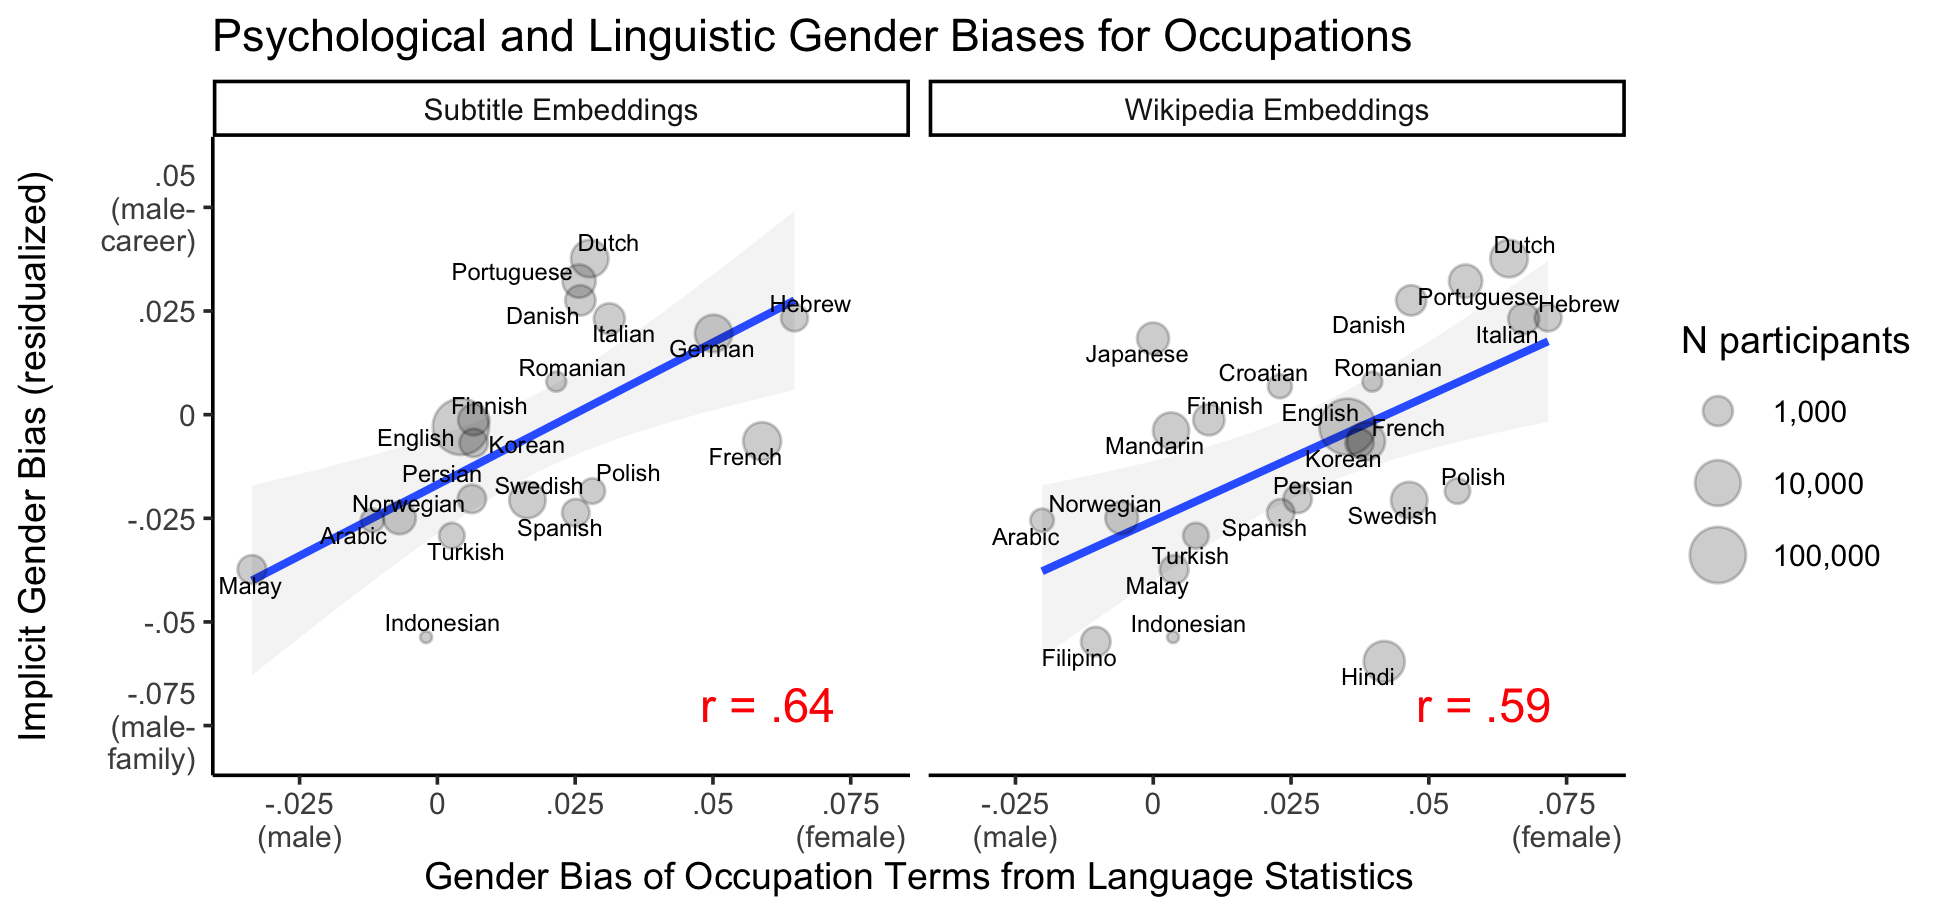 Psychological and Linguistic Gender Biases for Occupations
Subtitle Embeddings
Wikipedia Embeddings
Implicit Gender Bias (residualized)
.05
(male-
career)
.025
0
-.025
-.05
-.075
(male-
family)
Dutch
Portuguese
Danish
Italian
Hebrew
German
Romanian
Finnish
English
Korean
French
Persian
Polish
Swedish
Norwegian
Spanish
Arabic
Turkish
Malay
Indonesian
r = .64
Dutch
Portuguese
Hebrew
Danish
Italian
Japanese
Croatian
Romanian
Finnish
English
French
Mandarin
Korean
Polish
Persian
Norwegian
Swedish
Spanish
Arabic
Turkish
Malay
Indonesian
Filipino
Hindi
r = .59
-.025
(male)
0
.025
.05
.075
(female)
-.025
(male)
0
.025
.05
.075
(female)
Gender Bias of Occupation Terms from Language Statistics
N participants
1,000
10,000
100,000